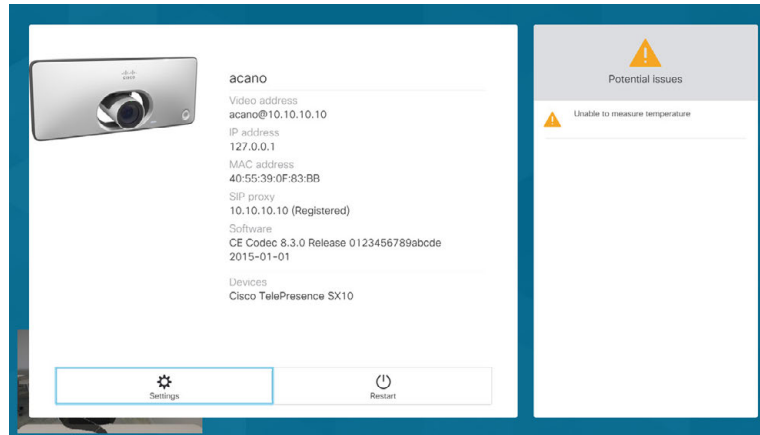 CISCO
acano
Video address
acano@10.10.10.10
IP address
127.0.0.1
MAC address
40:55:39:0F:83:BB
SIP proxy
10.10.10.10 (Registered)
Software
CE Codec 8.3.0 Release 0123456789abcde
2015-01-01
Devices
Cisco TelePresence SX10
Settings
Restart
Potential issues
Unable to measure temperature